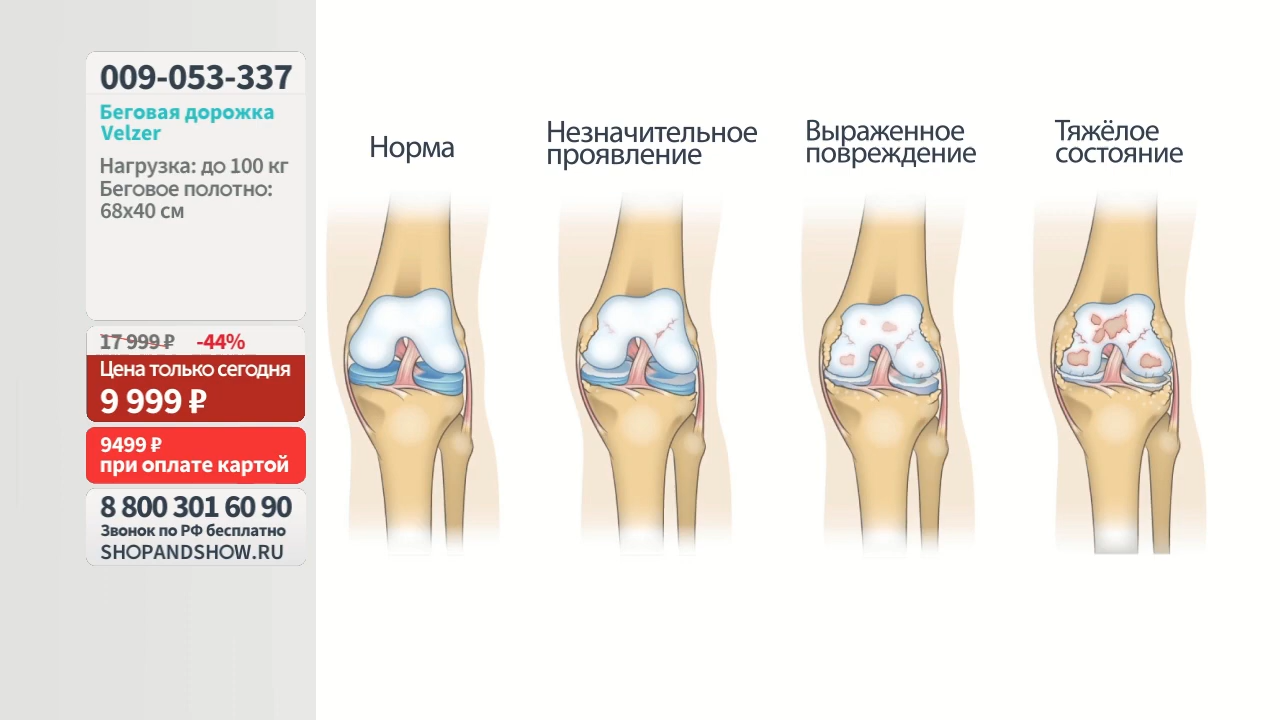 009-053-337
Беговая дорожка
Velzer
Нагрузка: до 100 кг
Беговое полотно:
68x40 см
17 999 ₽ -44%
Цена только сегодня
9 999 ₽
9499 ₽
при оплате картой
8 800 301 60 90
Звонок по РФ бесплатно
SHOPANDSHOW.RU
Норма
Незначительное
проявление
Выраженное
повреждение
Тяжёлое
состояние